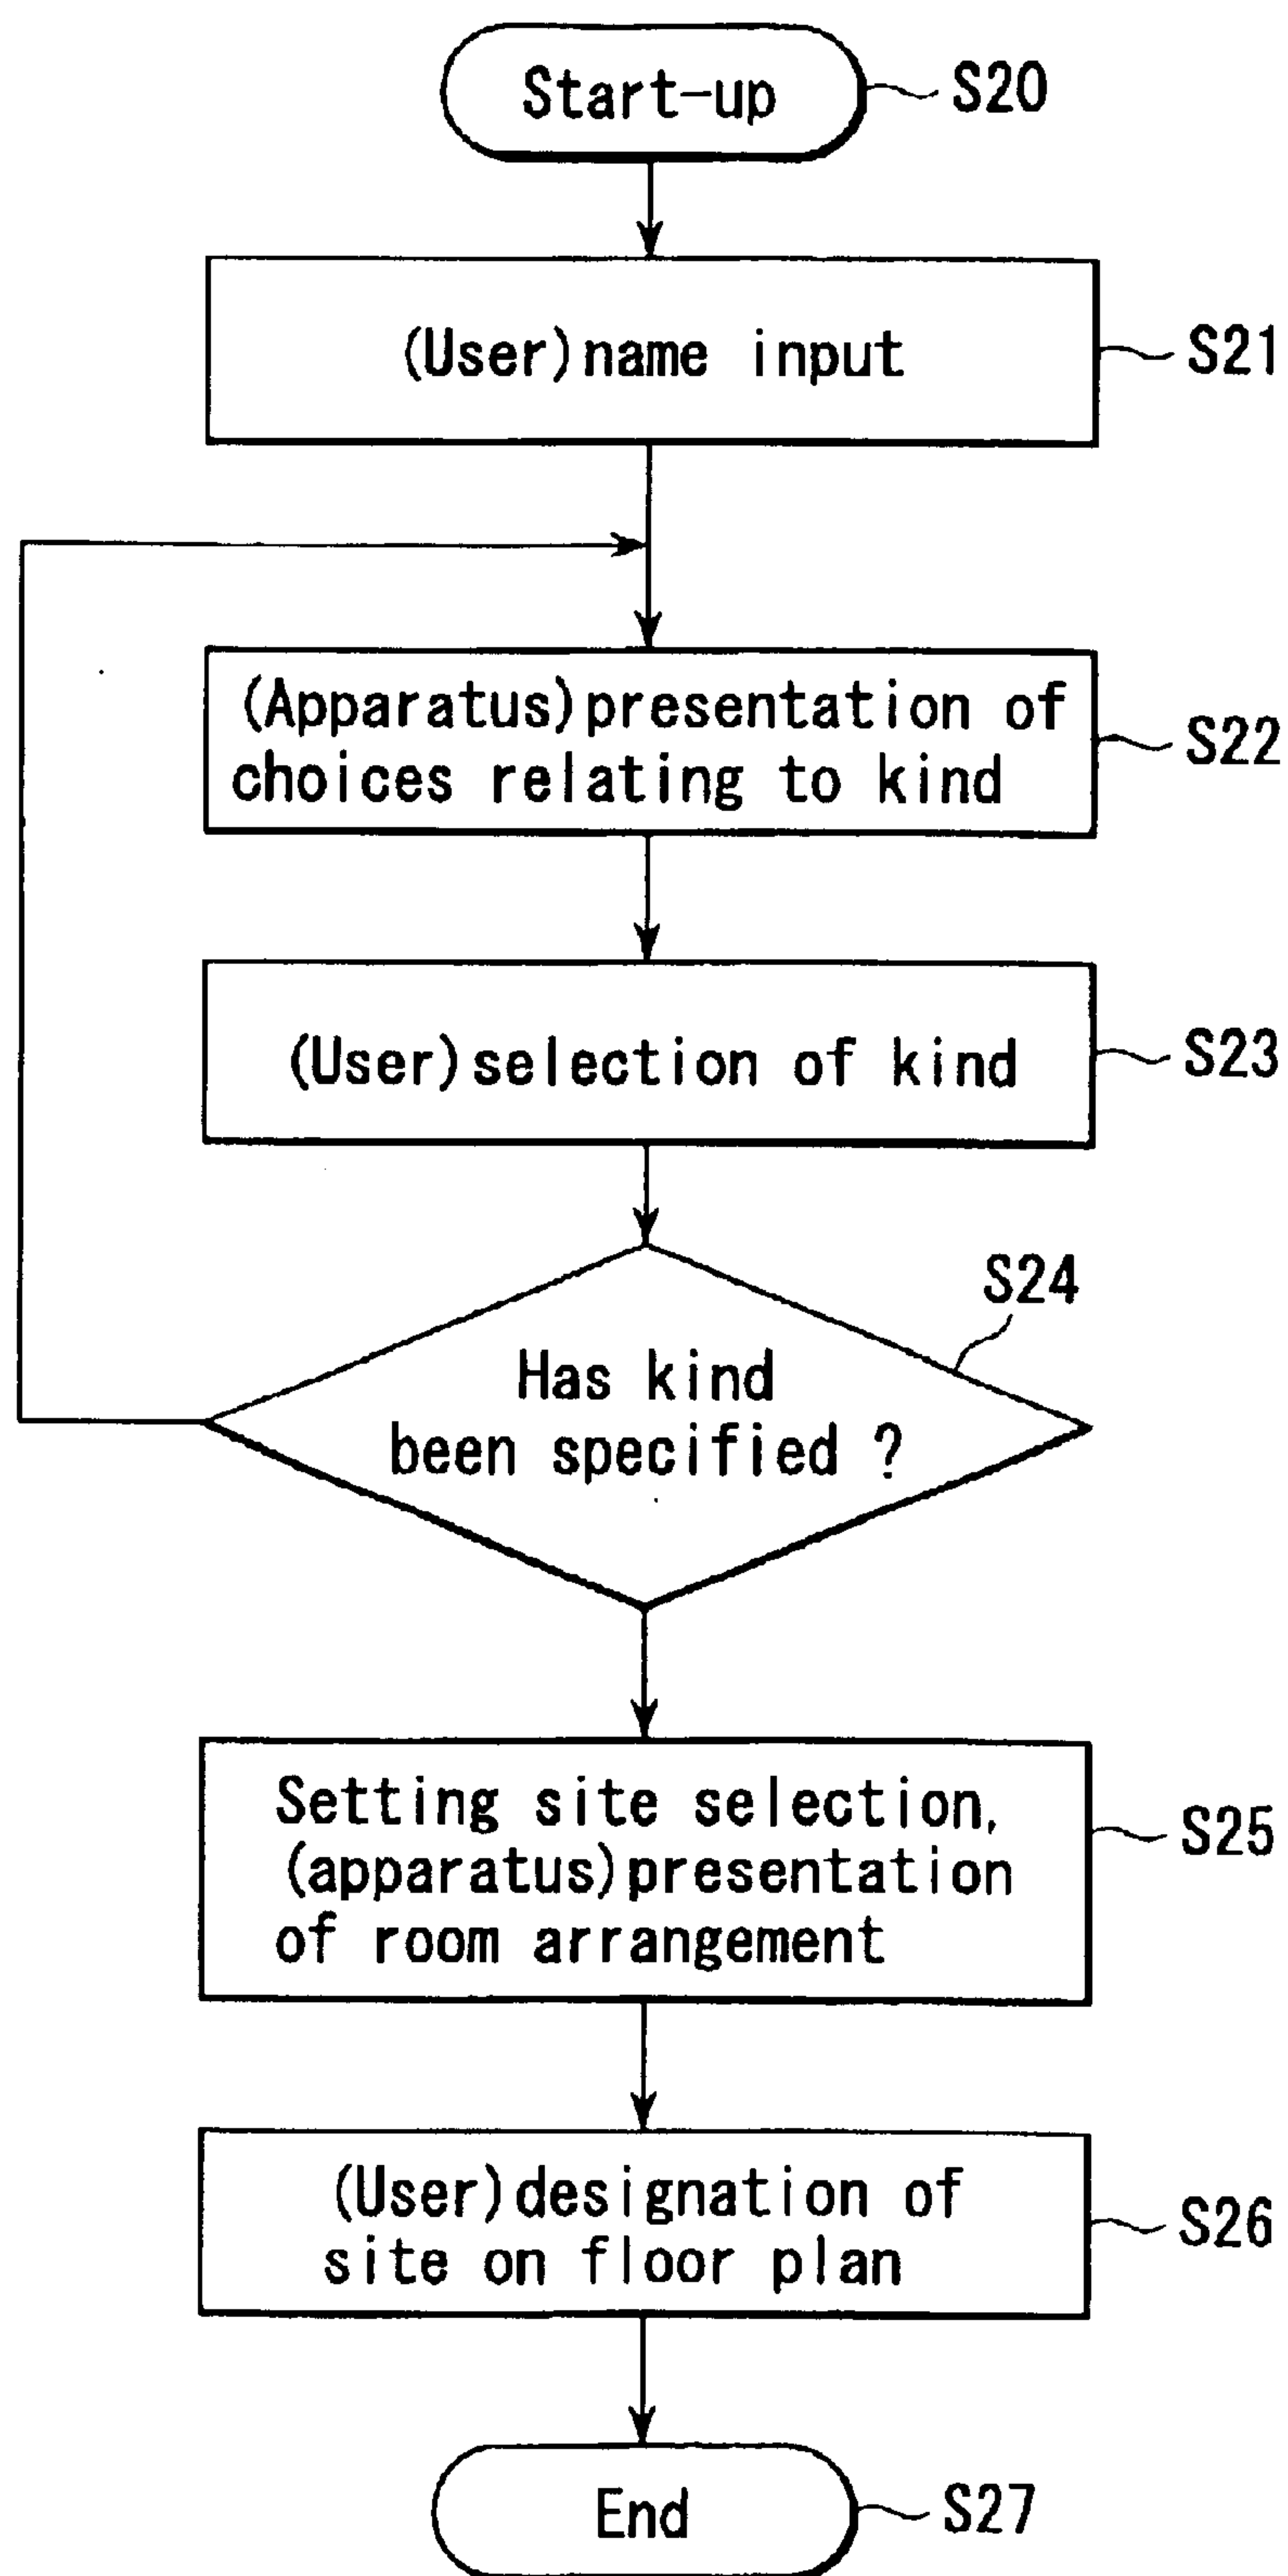 Start-up
S20
(User)name input
S21
(Apparatus)presentation of
choices relating to kind
S22
(User)selection of kind
S23
S24
Has kind
been specified ?
Setting site selection,
(apparatus)presentation
of room arrangement
S25
(User)designation of
site on floor plan
S26
End
S27